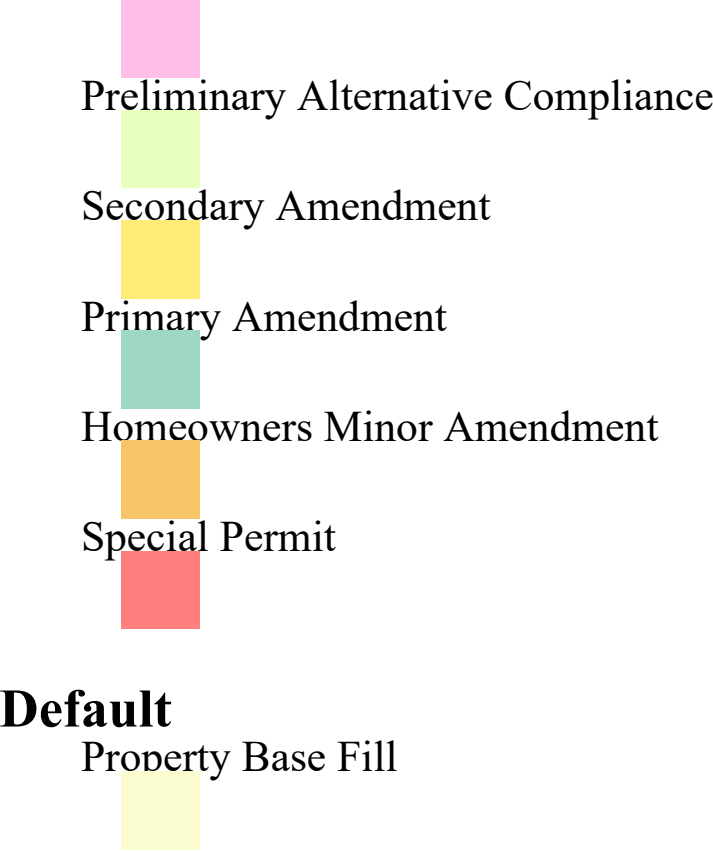 Preliminary Alternative Compliance
Secondary Amendment
Primary Amendment
Homeowners Minor Amendment
Special Permit
Default
Property Base Fill